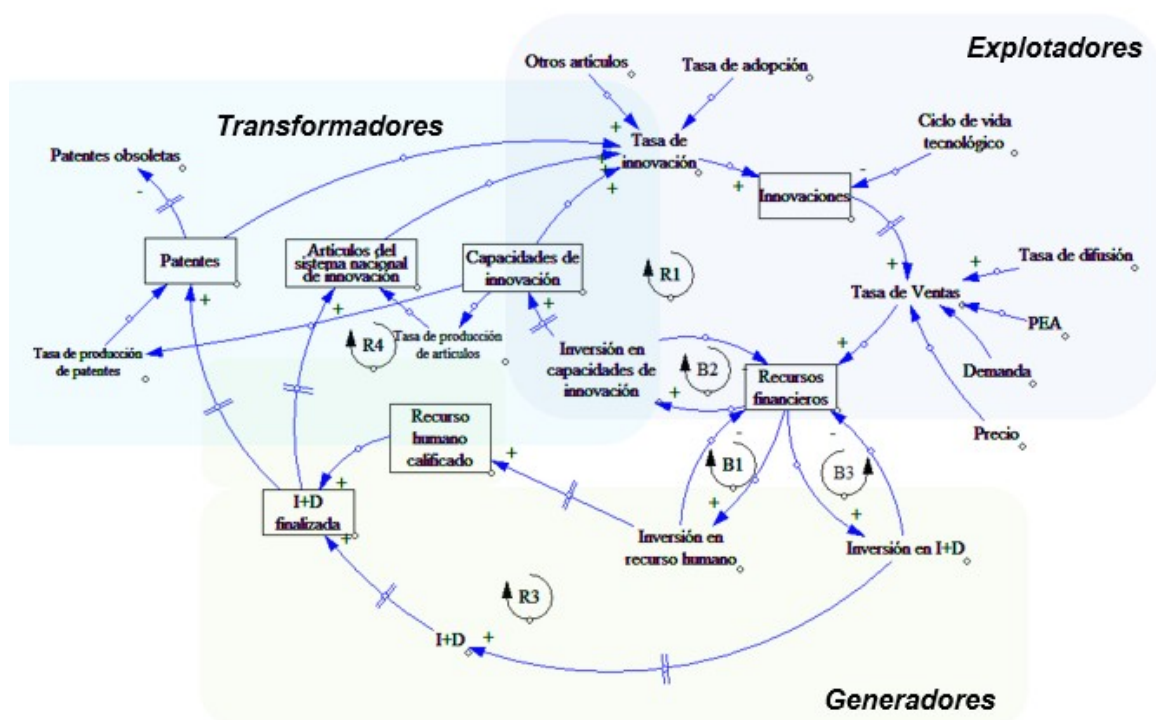 Explotadores
Otros artículos
Tasa de adopción
Transformadores
Ciclo de vida
tecnológico
Patentes obsoletas
-
+
Tasa de
innovación
+
+
+
-
Innovaciones
Patentes
Artículos del
sistema nacional
de innovación
Capacidades de
innovación
R1
+
+
Tasa de difusión
Tasa de Ventas
+
+
+
PEA
Tasa de producción
de patentes
R4
Tasa de producción
de artículos
Inversión en
capacidades de
innovación
+
B2
-
+
+
Recursos
financieros
Demanda
Precio
Recurso
humano
calificado
+
-
B1
-
B3
I+D
finalizada
+
+
+
+
Inversión en
recurso humano
Inversión en I+D
R3
I+D
+
Generadores